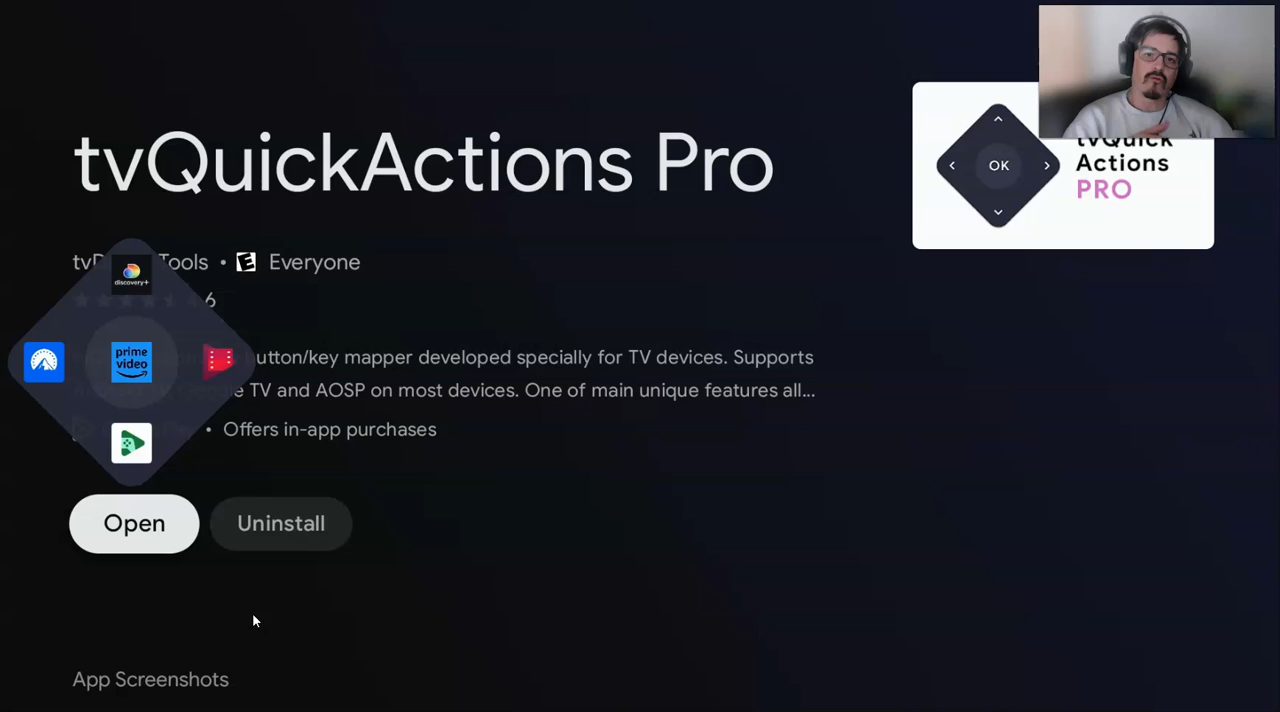 tvQuickActions Pro
tvQuick
Actions
PRO
OK
Tools • E Everyone
discovery+
6
prime
video
utton/key mapper developed specially for TV devices. Supports
e TV and AOSP on most devices. One of main unique features all...
• Offers in-app purchases
Open
Uninstall
App Screenshots